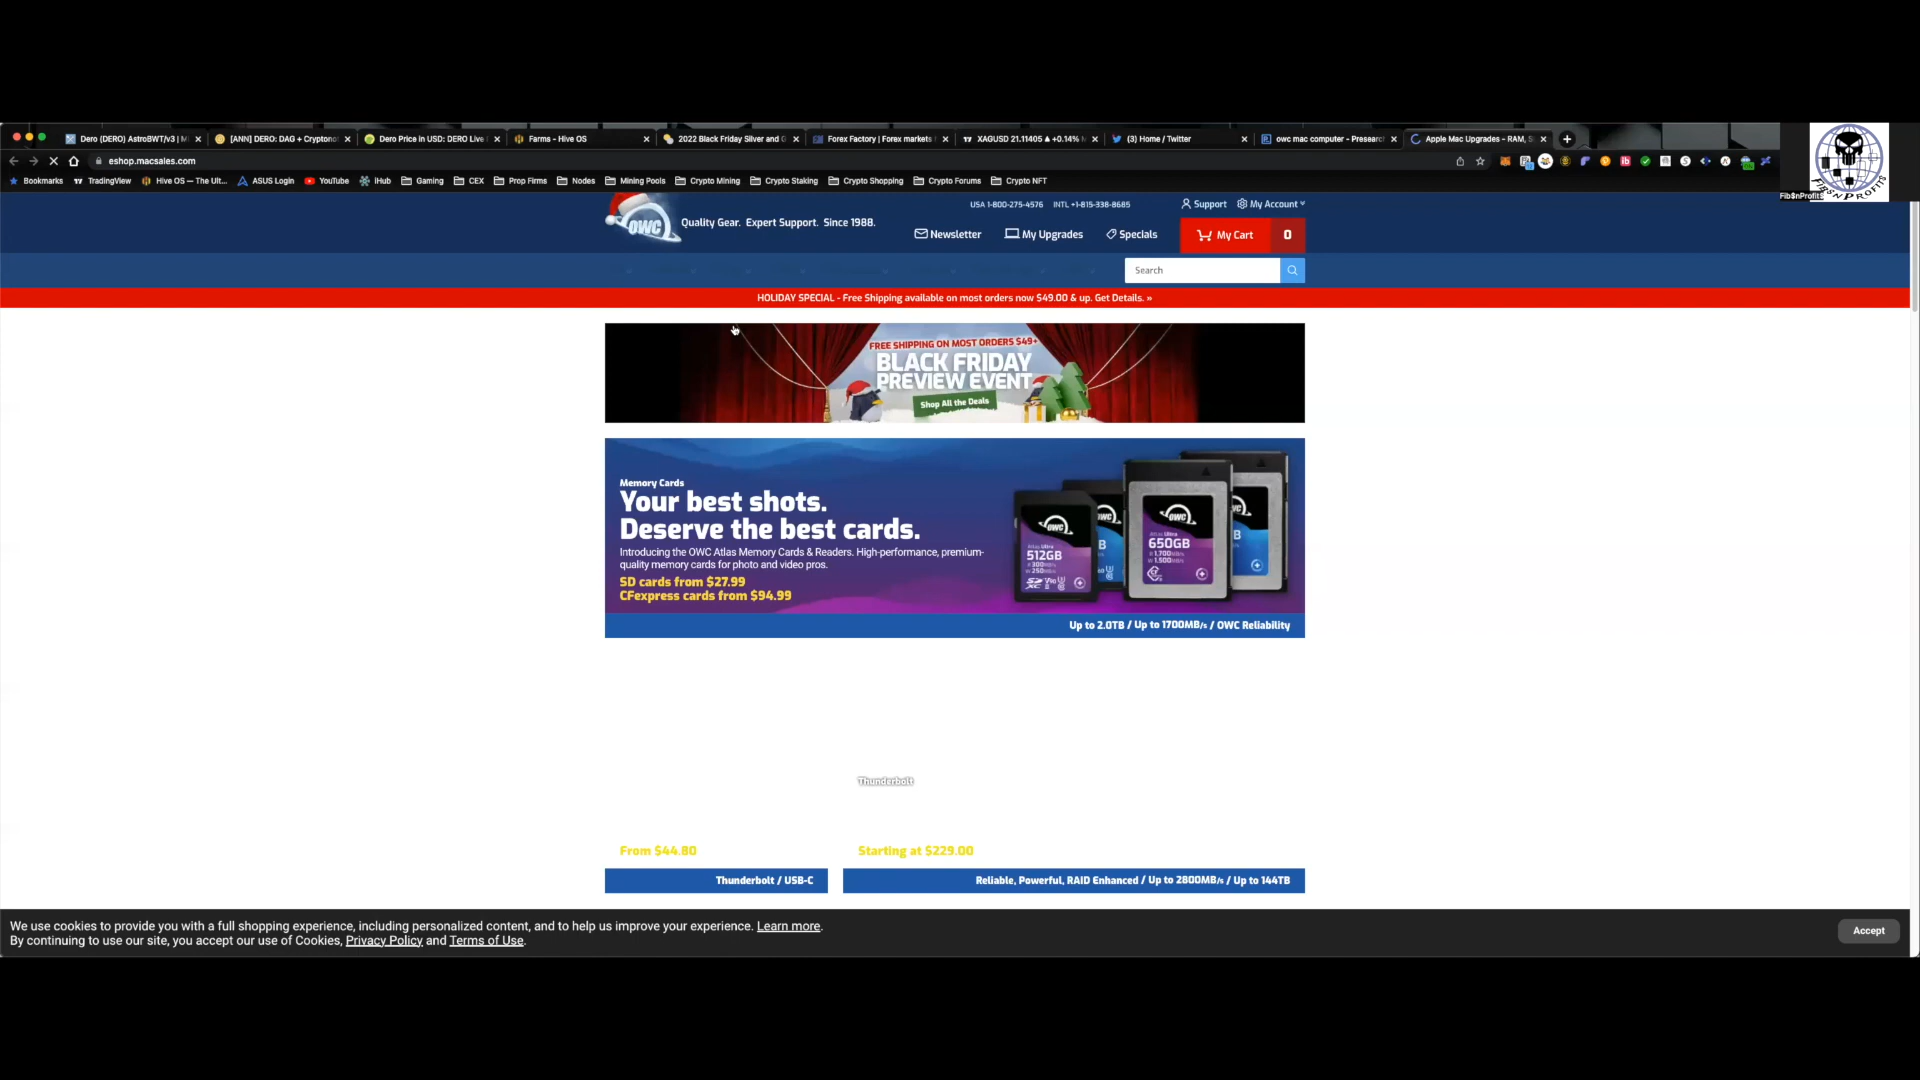 Dero (DERO) AstroBWT/v3 | M
[ANN] DERO: DAG + Cryptono
Dero Price in USD: DERO Live
Farms - Hive OS
2022 Black Friday Silver and G
Forex Factory | Forex markets
XAGUSD 21.11405 ▲ +0.14%
(3) Home / Twitter
owc mac computer - Presearch
Apple Mac Upgrades - RAM, S
eshop.macsales.com
Bookmarks
TradingView
Hive OS — The Ult...
ASUS Login
YouTube
IHub
Gaming
CEX
Prop Firms
Nodes
Mining Pools
Crypto Mining
Crypto Staking
Crypto Shopping
Crypto Forums
Crypto NFT
Fib$nProfit$
FIBS'NPROFITS
OWC
Quality Gear. Expert Support. Since 1988.
USA 1-800-275-4576 INTL +1-815-338-8685
Support
My Account
Newsletter
My Upgrades
Specials
My Cart
0
Search
HOLIDAY SPECIAL - Free Shipping available on most orders now $49.00 & up. Get Details. »
FREE SHIPPING ON MOST ORDERS $49+
BLACK FRIDAY
PREVIEW EVENT
Shop All the Deals
Memory Cards
Your best shots.
Deserve the best cards.
Introducing the OWC Atlas Memory Cards & Readers. High-performance, premium-
quality memory cards for photo and video pros.
SD cards from $27.99
CFexpress cards from $94.99
OWC
Atlas Ultra
512GB
OWC
Atlas Ultra
650GB
Up to 2.0TB / Up to 1700MB/s / OWC Reliability
Thunderbolt
From $44.80
Starting at $229.00
Thunderbolt / USB-C
Reliable, Powerful, RAID Enhanced / Up to 2800MB/s / Up to 144TB
We use cookies to provide you with a full shopping experience, including personalized content, and to help us improve your experience. Learn more.
By continuing to use our site, you accept our use of Cookies, Privacy Policy and Terms of Use.
Accept